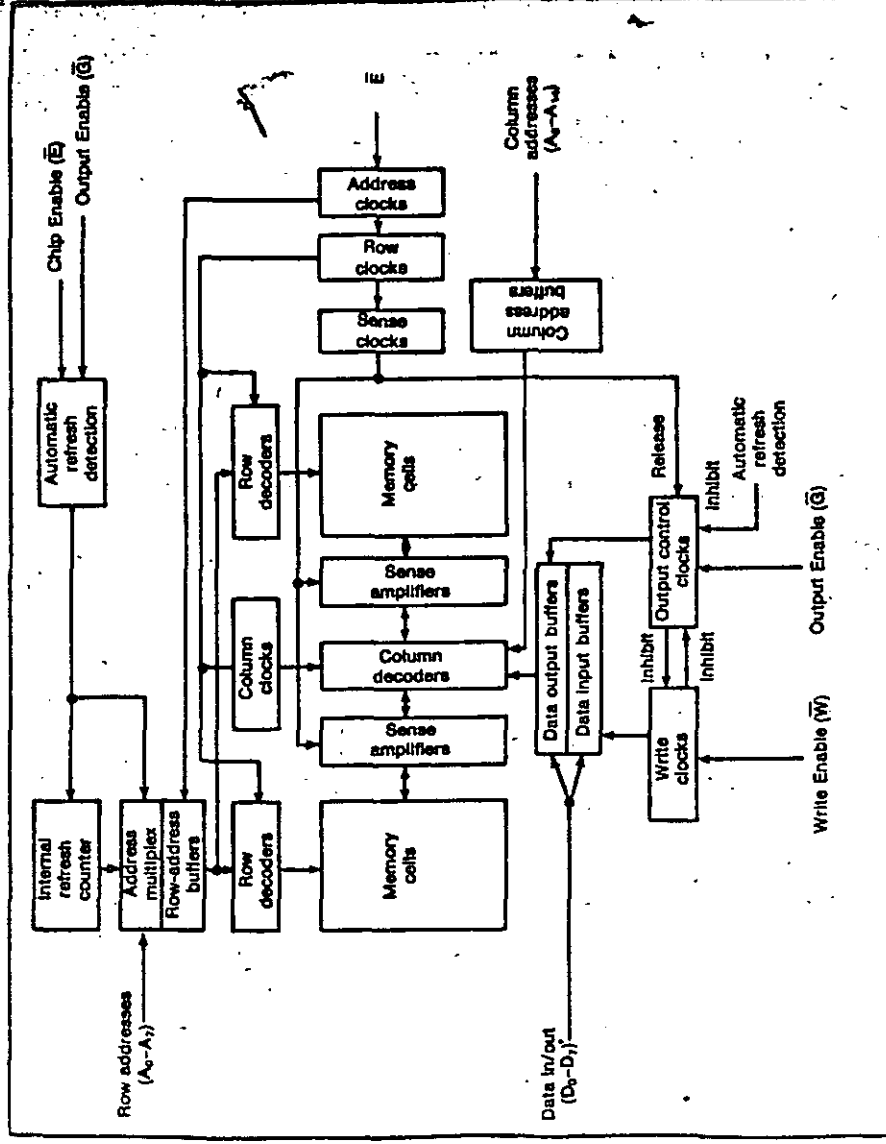 Chip Enable (E̅)
Output Enable (G̅)
Automatic
refresh
detection
Internal
refresh
counter
Address
multiplex
Row-address
buffers
Row addresses
(A₀–A₇)
Row
decoders
Column
clocks
Row
decoders
Address
clocks
E̅
Row
clocks
Sense
clocks
Memory
cells
Sense
amplifiers
Column
decoders
Sense
amplifiers
Memory
cells
Column
addresses
(A₈–A₁₄)
Column
address
buffers
Data in/out
(D₀–D₇)
Data output buffers
Data input buffers
Release
Write
clocks
Inhibit
Inhibit
Output control
clocks
Inhibit
Automatic
refresh
detection
Write Enable (W̅)
Output Enable (G̅)